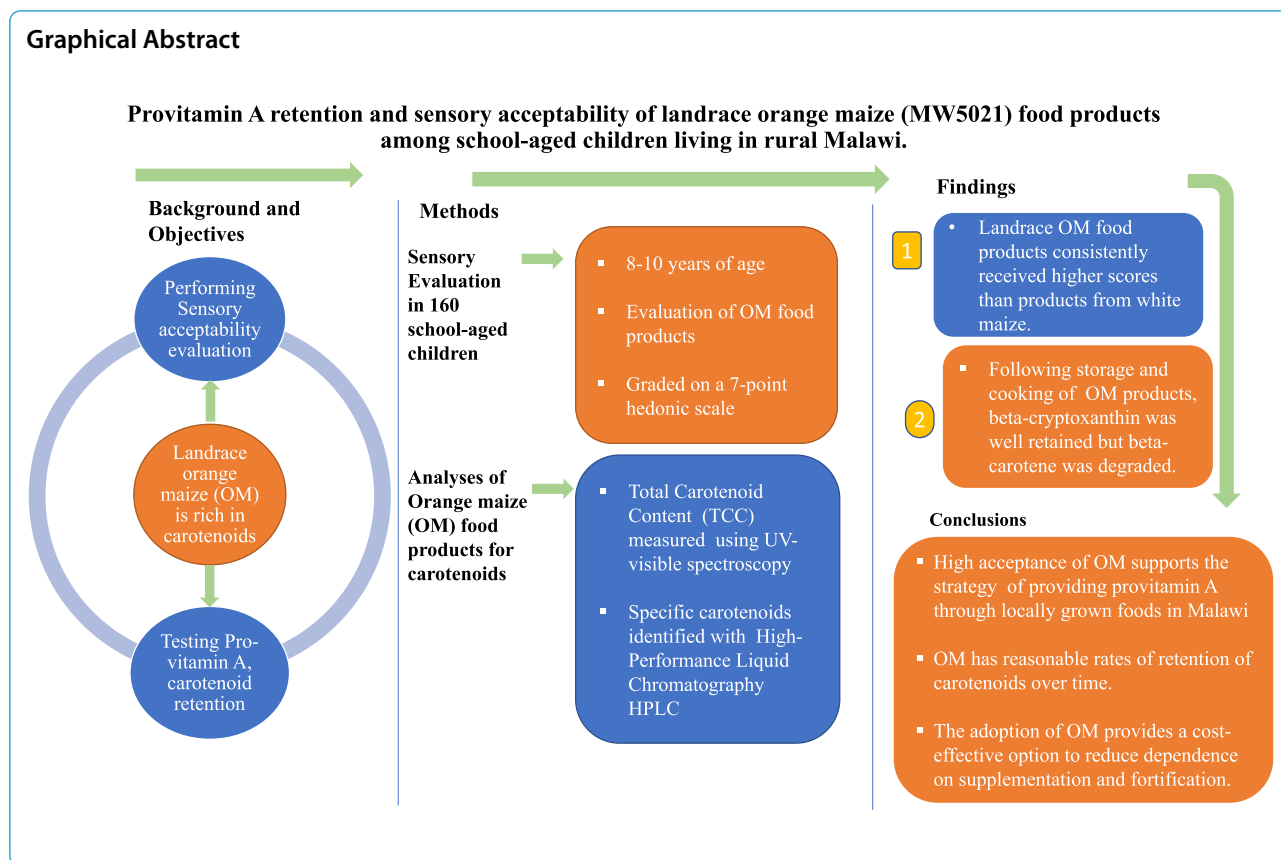 Graphical Abstract
Provitamin A retention and sensory acceptability of landrace orange maize (MW5021) food products
among school-aged children living in rural Malawi.
Background and
Objectives
Performing
Sensory
acceptability
evaluation
Landrace
orange
maize (OM)
is rich in
carotenoids
Testing Pro-
vitamin A,
carotenoid
retention
Methods
Sensory
Evaluation
in 160
school-aged
children
▪ 8-10 years of age
▪ Evaluation of OM food
products
▪ Graded on a 7-point
hedonic scale
Analyses of
Orange maize
(OM) food
products for
carotenoids
▪ Total Carotenoid
Content (TCC)
measured using UV-
visible spectroscopy
▪ Specific carotenoids
identified with High-
Performance Liquid
Chromatography
HPLC
Findings
1
• Landrace OM food
products consistently
received higher scores
than products from white
maize.
2
▪ Following storage and
cooking of OM products,
beta-cryptoxanthin was
well retained but beta-
carotene was degraded.
Conclusions
▪ High acceptance of OM supports the
strategy of providing provitamin A
through locally grown foods in Malawi
▪ OM has reasonable rates of retention of
carotenoids over time.
▪ The adoption of OM provides a cost-
effective option to reduce dependence
on supplementation and fortification.